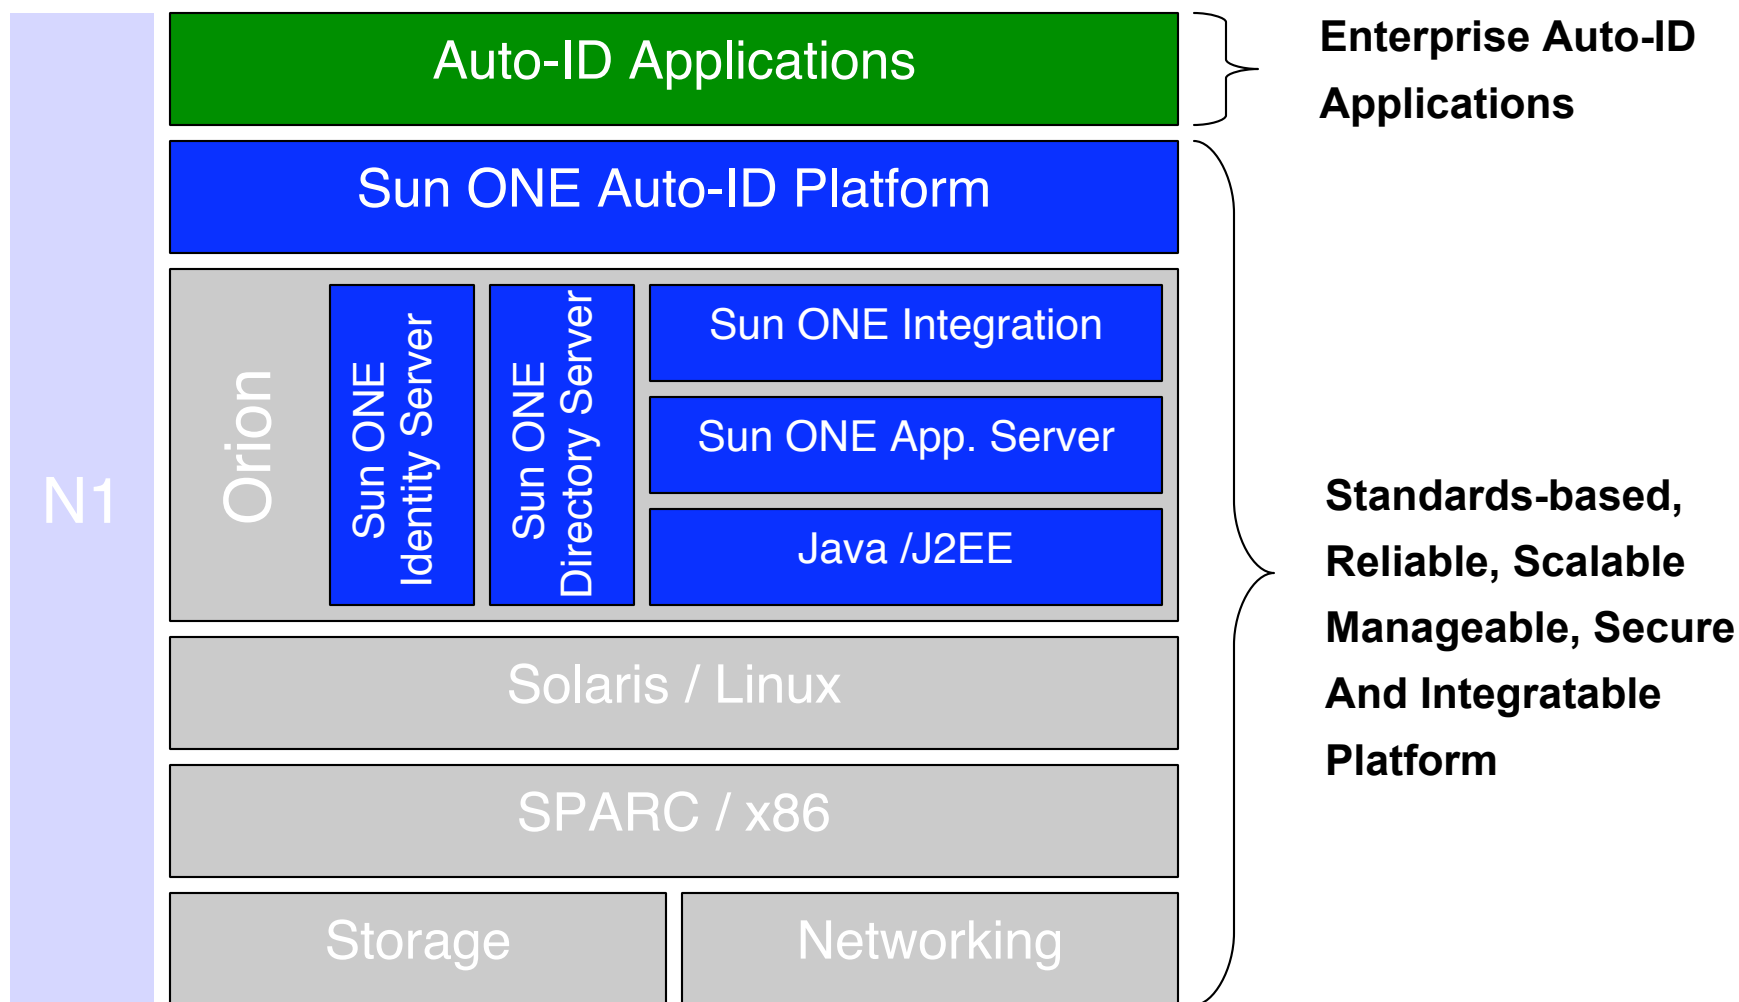 N1
Auto-ID Applications
Sun ONE Auto-ID Platform
Orion
Sun ONE
Identity Server
Sun ONE
Directory Server
Sun ONE Integration
Sun ONE App. Server
Java /J2EE
Solaris / Linux
SPARC / x86
Storage
Networking
Enterprise Auto-ID
Applications
Standards-based,
Reliable, Scalable
Manageable, Secure
And Integratable
Platform